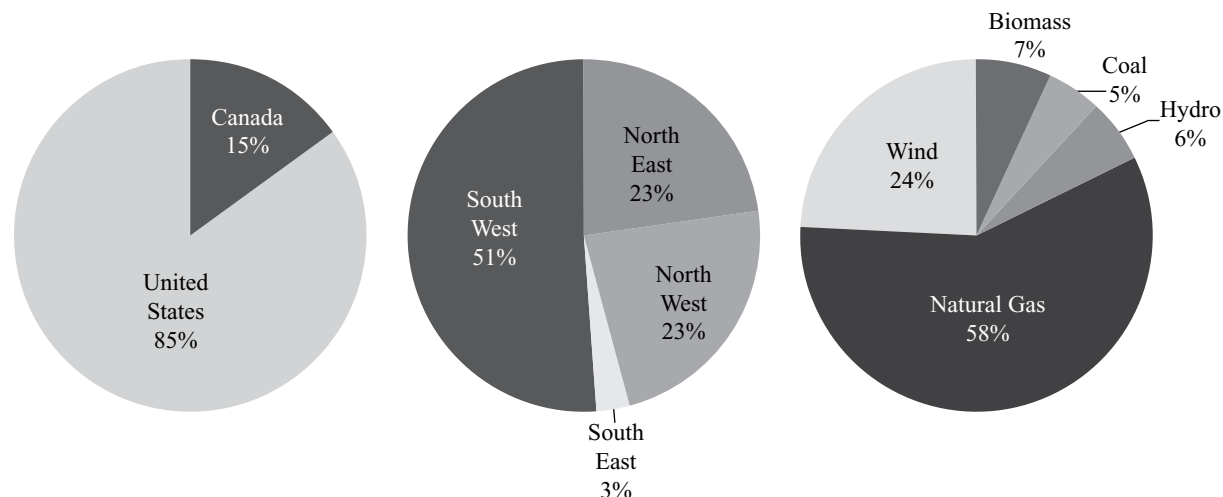 Canada
15%
United
States
85%
North
East
23%
South
West
51%
North
West
23%
South
East
3%
Biomass
7%
Coal
5%
Hydro
6%
Wind
24%
Natural Gas
58%